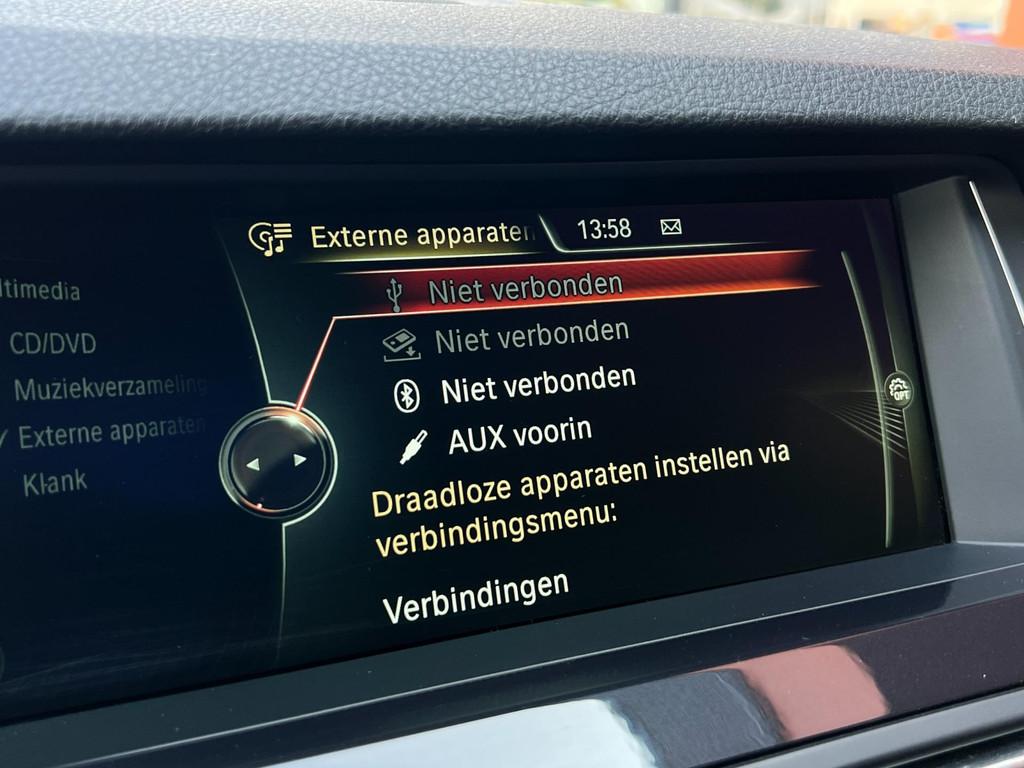 Externe apparaten
13:58
ltimedia
CD/DVD
Muziekverzameling
Externe apparaten
Klank
Niet verbonden
Niet verbonden
Niet verbonden
AUX voorin
Draadloze apparaten instellen via
verbindingsmenu:
Verbindingen
OPT